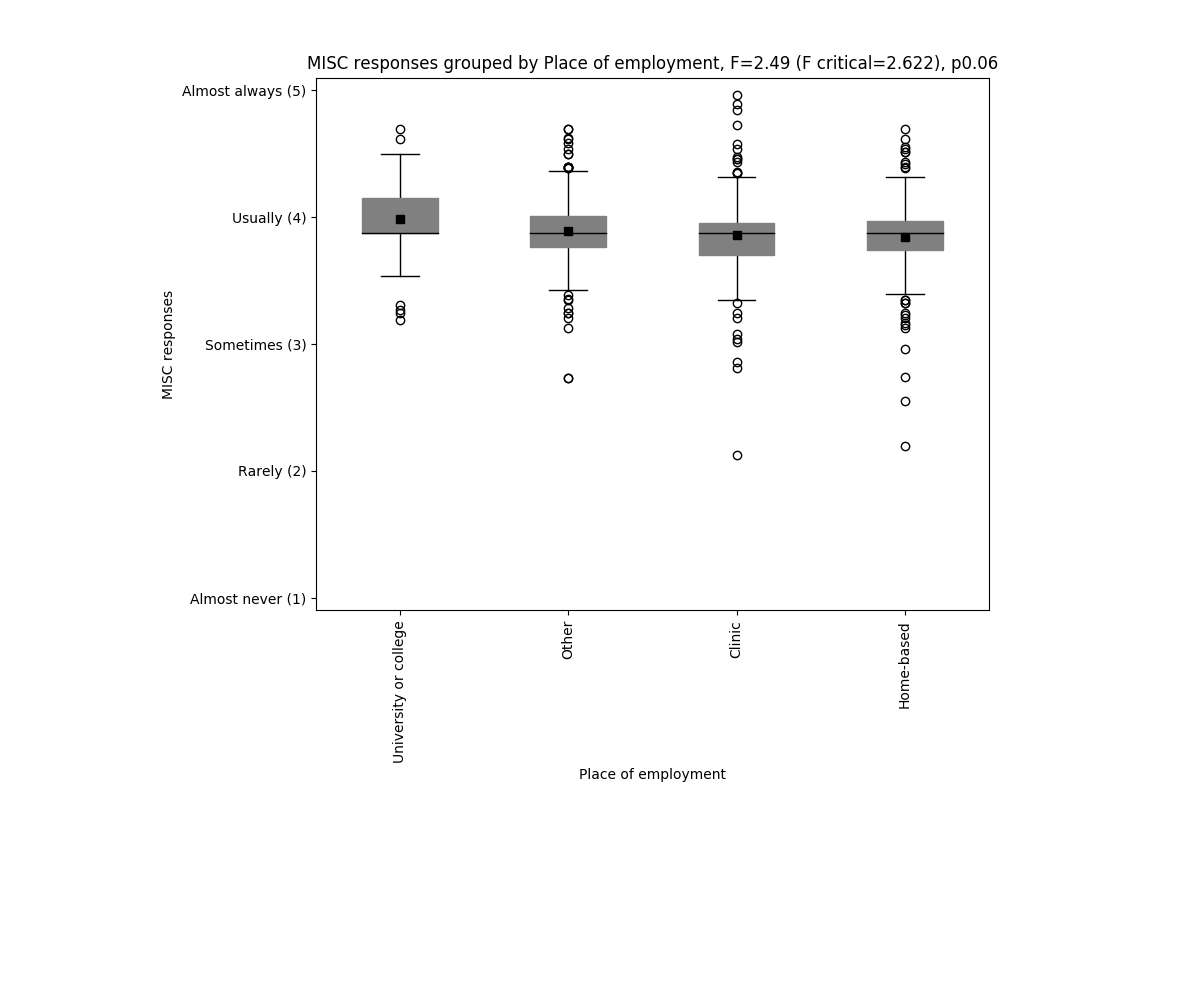 MISC responses grouped by Place of employment, F=2.49 (F critical=2.622), p0.06
Almost always (5)
Usually (4)
Sometimes (3)
Rarely (2)
Almost never (1)
MISC responses
University or college
Other
Clinic
Home-based
Place of employment